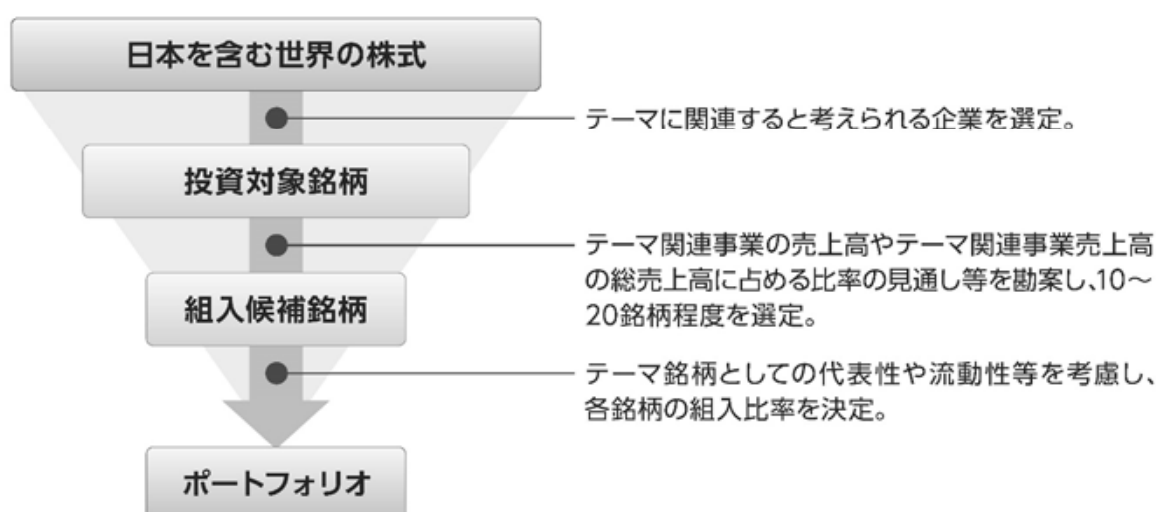 日本を含む世界の株式
テーマに関連すると考えられる企業を選定。
投資対象銘柄
テーマ関連事業の売上高やテーマ関連事業売上高
の総売上高に占める比率の見通し等を勘案し、10～
20銘柄程度を選定。
組入候補銘柄
テーマ銘柄としての代表性や流動性等を考慮し、
各銘柄の組入比率を決定。
ポートフォリオ